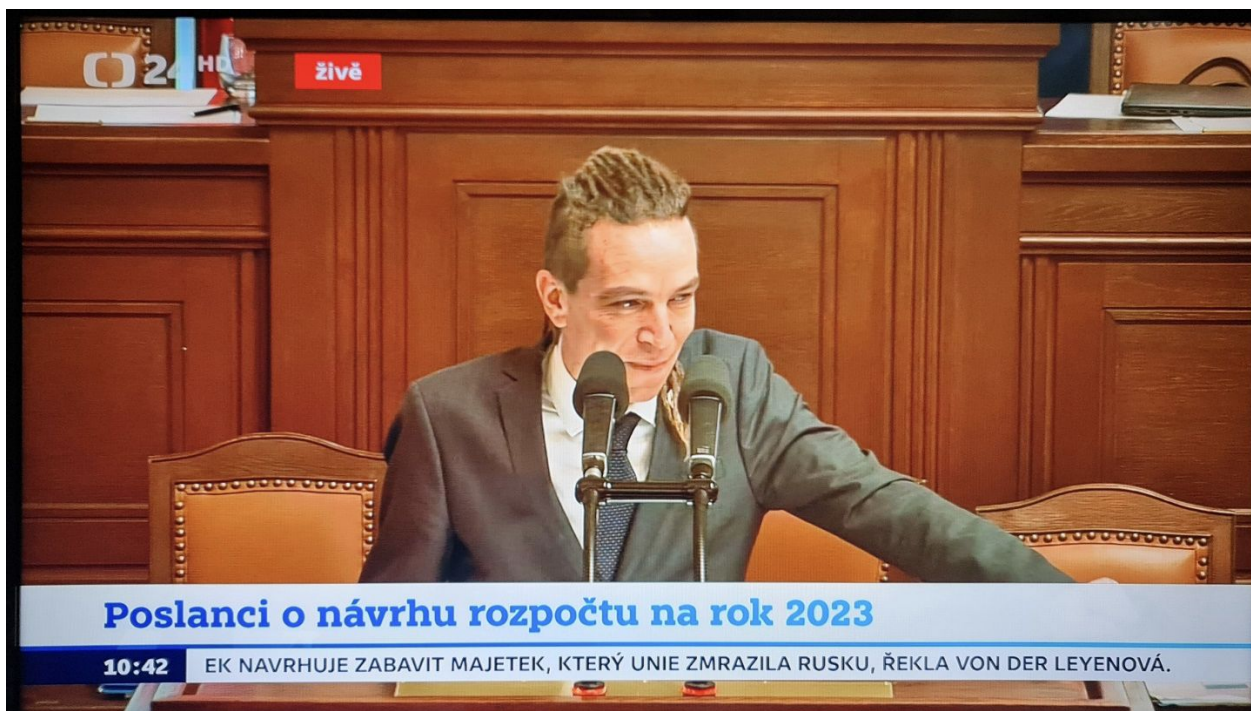 24 HD
živě
Poslanci o návrhu rozpočtu na rok 2023
10:42 EK NAVRHUJE ZABAVIT MAJETEK, KTERÝ UNIE ZMRAZILA RUSKU, ŘEKLA VON DER LEYENOVÁ.